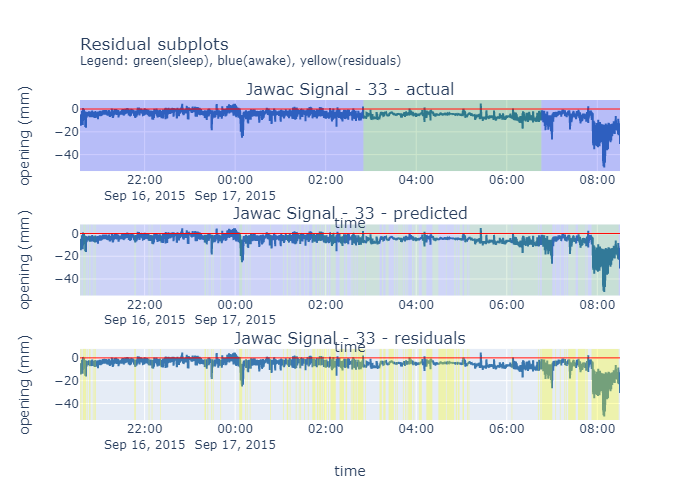 Residual subplots
Legend: green(sleep), blue(awake), yellow(residuals)
Jawac Signal - 33 - actual
opening (mm)
0
−20
−40
22:00 00:00 02:00 04:00 06:00 08:00
Sep 16, 2015 Sep 17, 2015
time
Jawac Signal - 33 - predicted
opening (mm)
0
−20
−40
22:00 00:00 02:00 04:00 06:00 08:00
Sep 16, 2015 Sep 17, 2015
time
Jawac Signal - 33 - residuals
opening (mm)
0
−20
−40
22:00 00:00 02:00 04:00 06:00 08:00
Sep 16, 2015 Sep 17, 2015
time